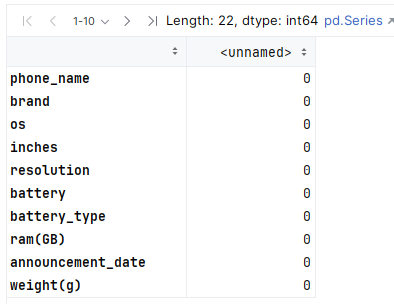 1-10 Length: 22, dtype: int64 pd.Series
<unnamed>
phone_name 0
brand 0
os 0
inches 0
resolution 0
battery 0
battery_type 0
ram(GB) 0
announcement_date 0
weight(g) 0